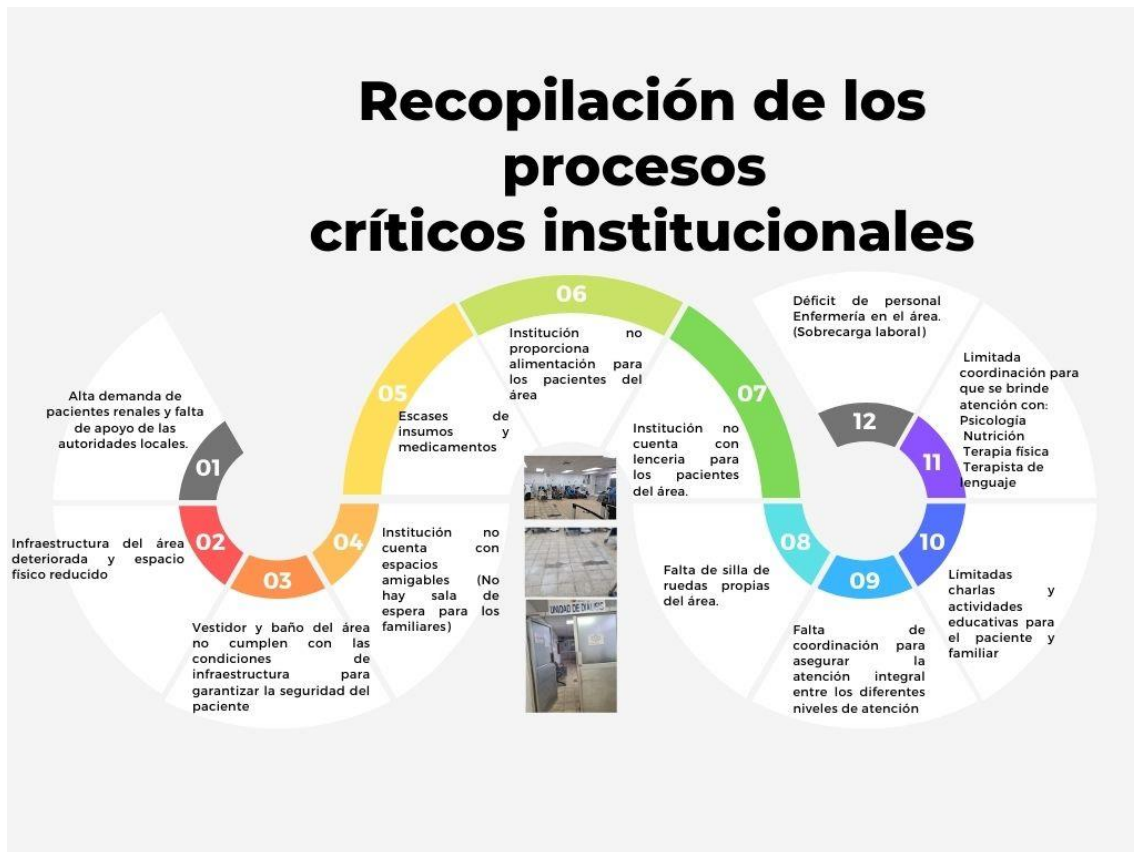 Recopilación de los
procesos
críticos institucionales
01
Alta demanda de
pacientes renales y falta
de apoyo de las
autoridades locales.
02
Infraestructura del área
deteriorada y espacio
físico reducido
03
Vestidor y baño del área
no cumplen con las
condiciones de
infraestructura para
garantizar la seguridad del
paciente
04
Institución no
cuenta con
espacios
amigables (No
hay sala de
espera para los
familiares)
05
Escases de
insumos y
medicamentos
06
Institución no
proporciona
alimentación para
los pacientes del
área
07
Institución no
cuenta con
lenceria para
los pacientes
del área.
08
Falta de silla de
ruedas propias
del área.
09
Falta de
coordinación para
asegurar la
atención integral
entre los diferentes
niveles de atención
10
Límitadas
charlas y
actividades
educativas para
el paciente y
familiar
11
Limitada
coordinación para
que se brinde
atención con:
Psicología
Nutrición
Terapia física
Terapista de
lenguaje
12
Déficit de personal
Enfermería en el área.
(Sobrecarga laboral)
UNIDAD DE DIALISIS